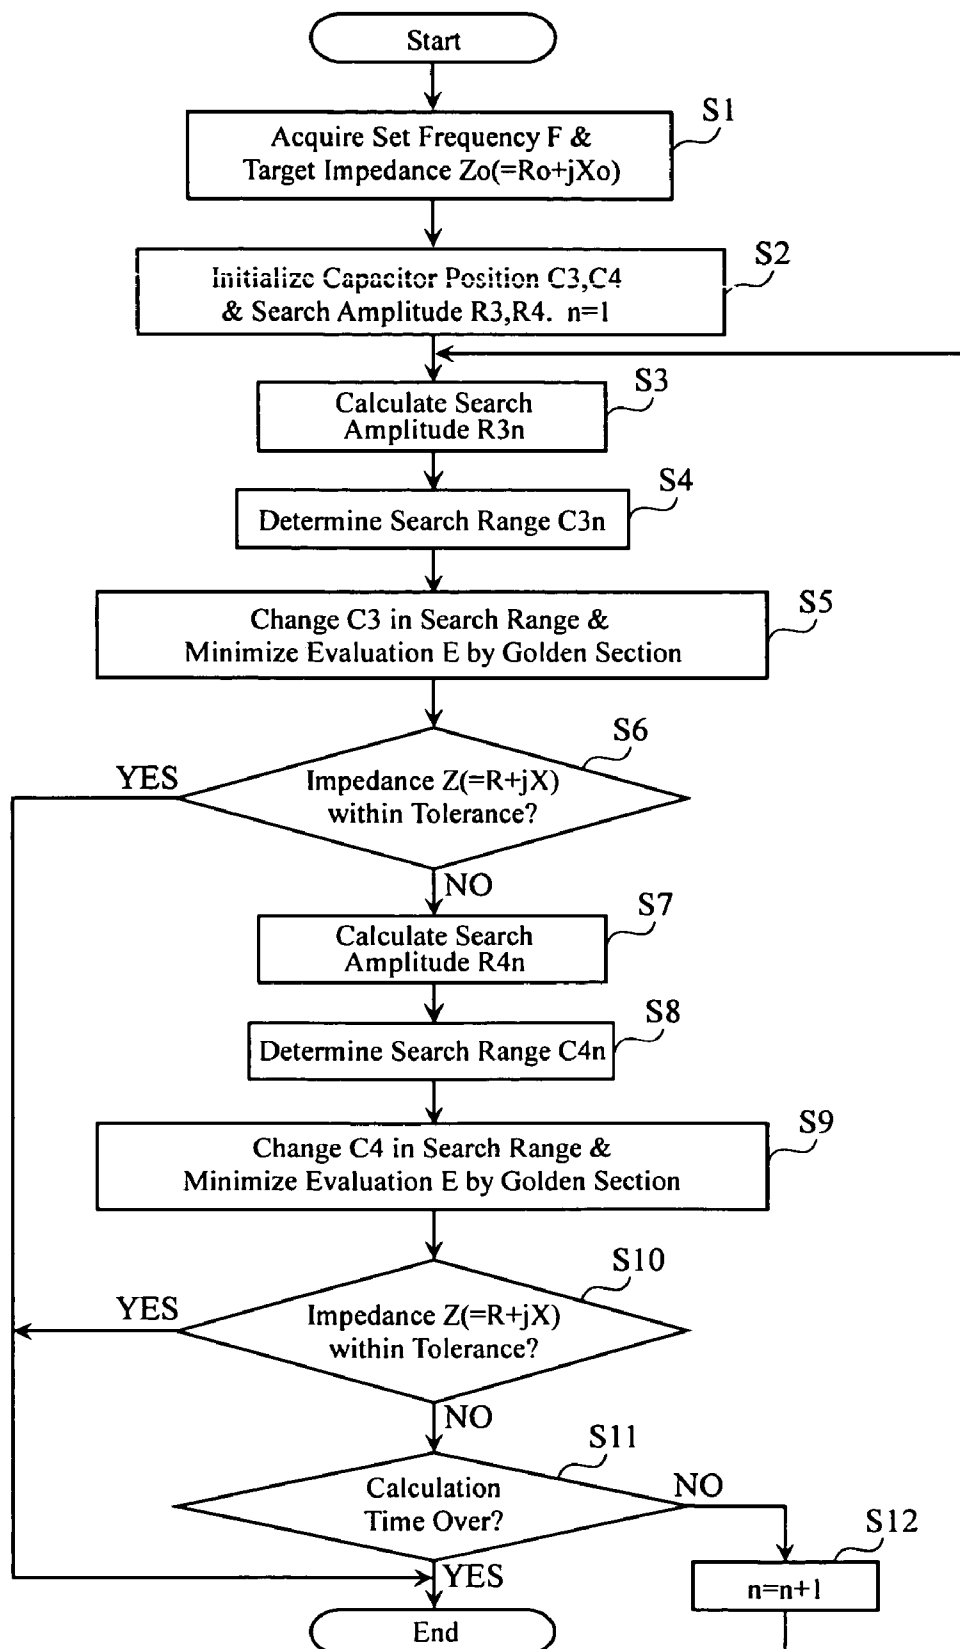 Start
S1
Acquire Set Frequency F &
Target Impedance Zo(=Ro+jXo)
S2
Initialize Capacitor Position C3,C4
& Search Amplitude R3,R4. n=1
S3
Calculate Search
Amplitude R3n
S4
Determine Search Range C3n
S5
Change C3 in Search Range &
Minimize Evaluation E by Golden Section
S6
YES
Impedance Z(=R+jX)
within Tolerance?
NO
S7
Calculate Search
Amplitude R4n
S8
Determine Search Range C4n
S9
Change C4 in Search Range &
Minimize Evaluation E by Golden Section
S10
YES
Impedance Z(=R+jX)
within Tolerance?
NO
S11
Calculation
Time Over?
NO
S12
YES
n=n+1
End